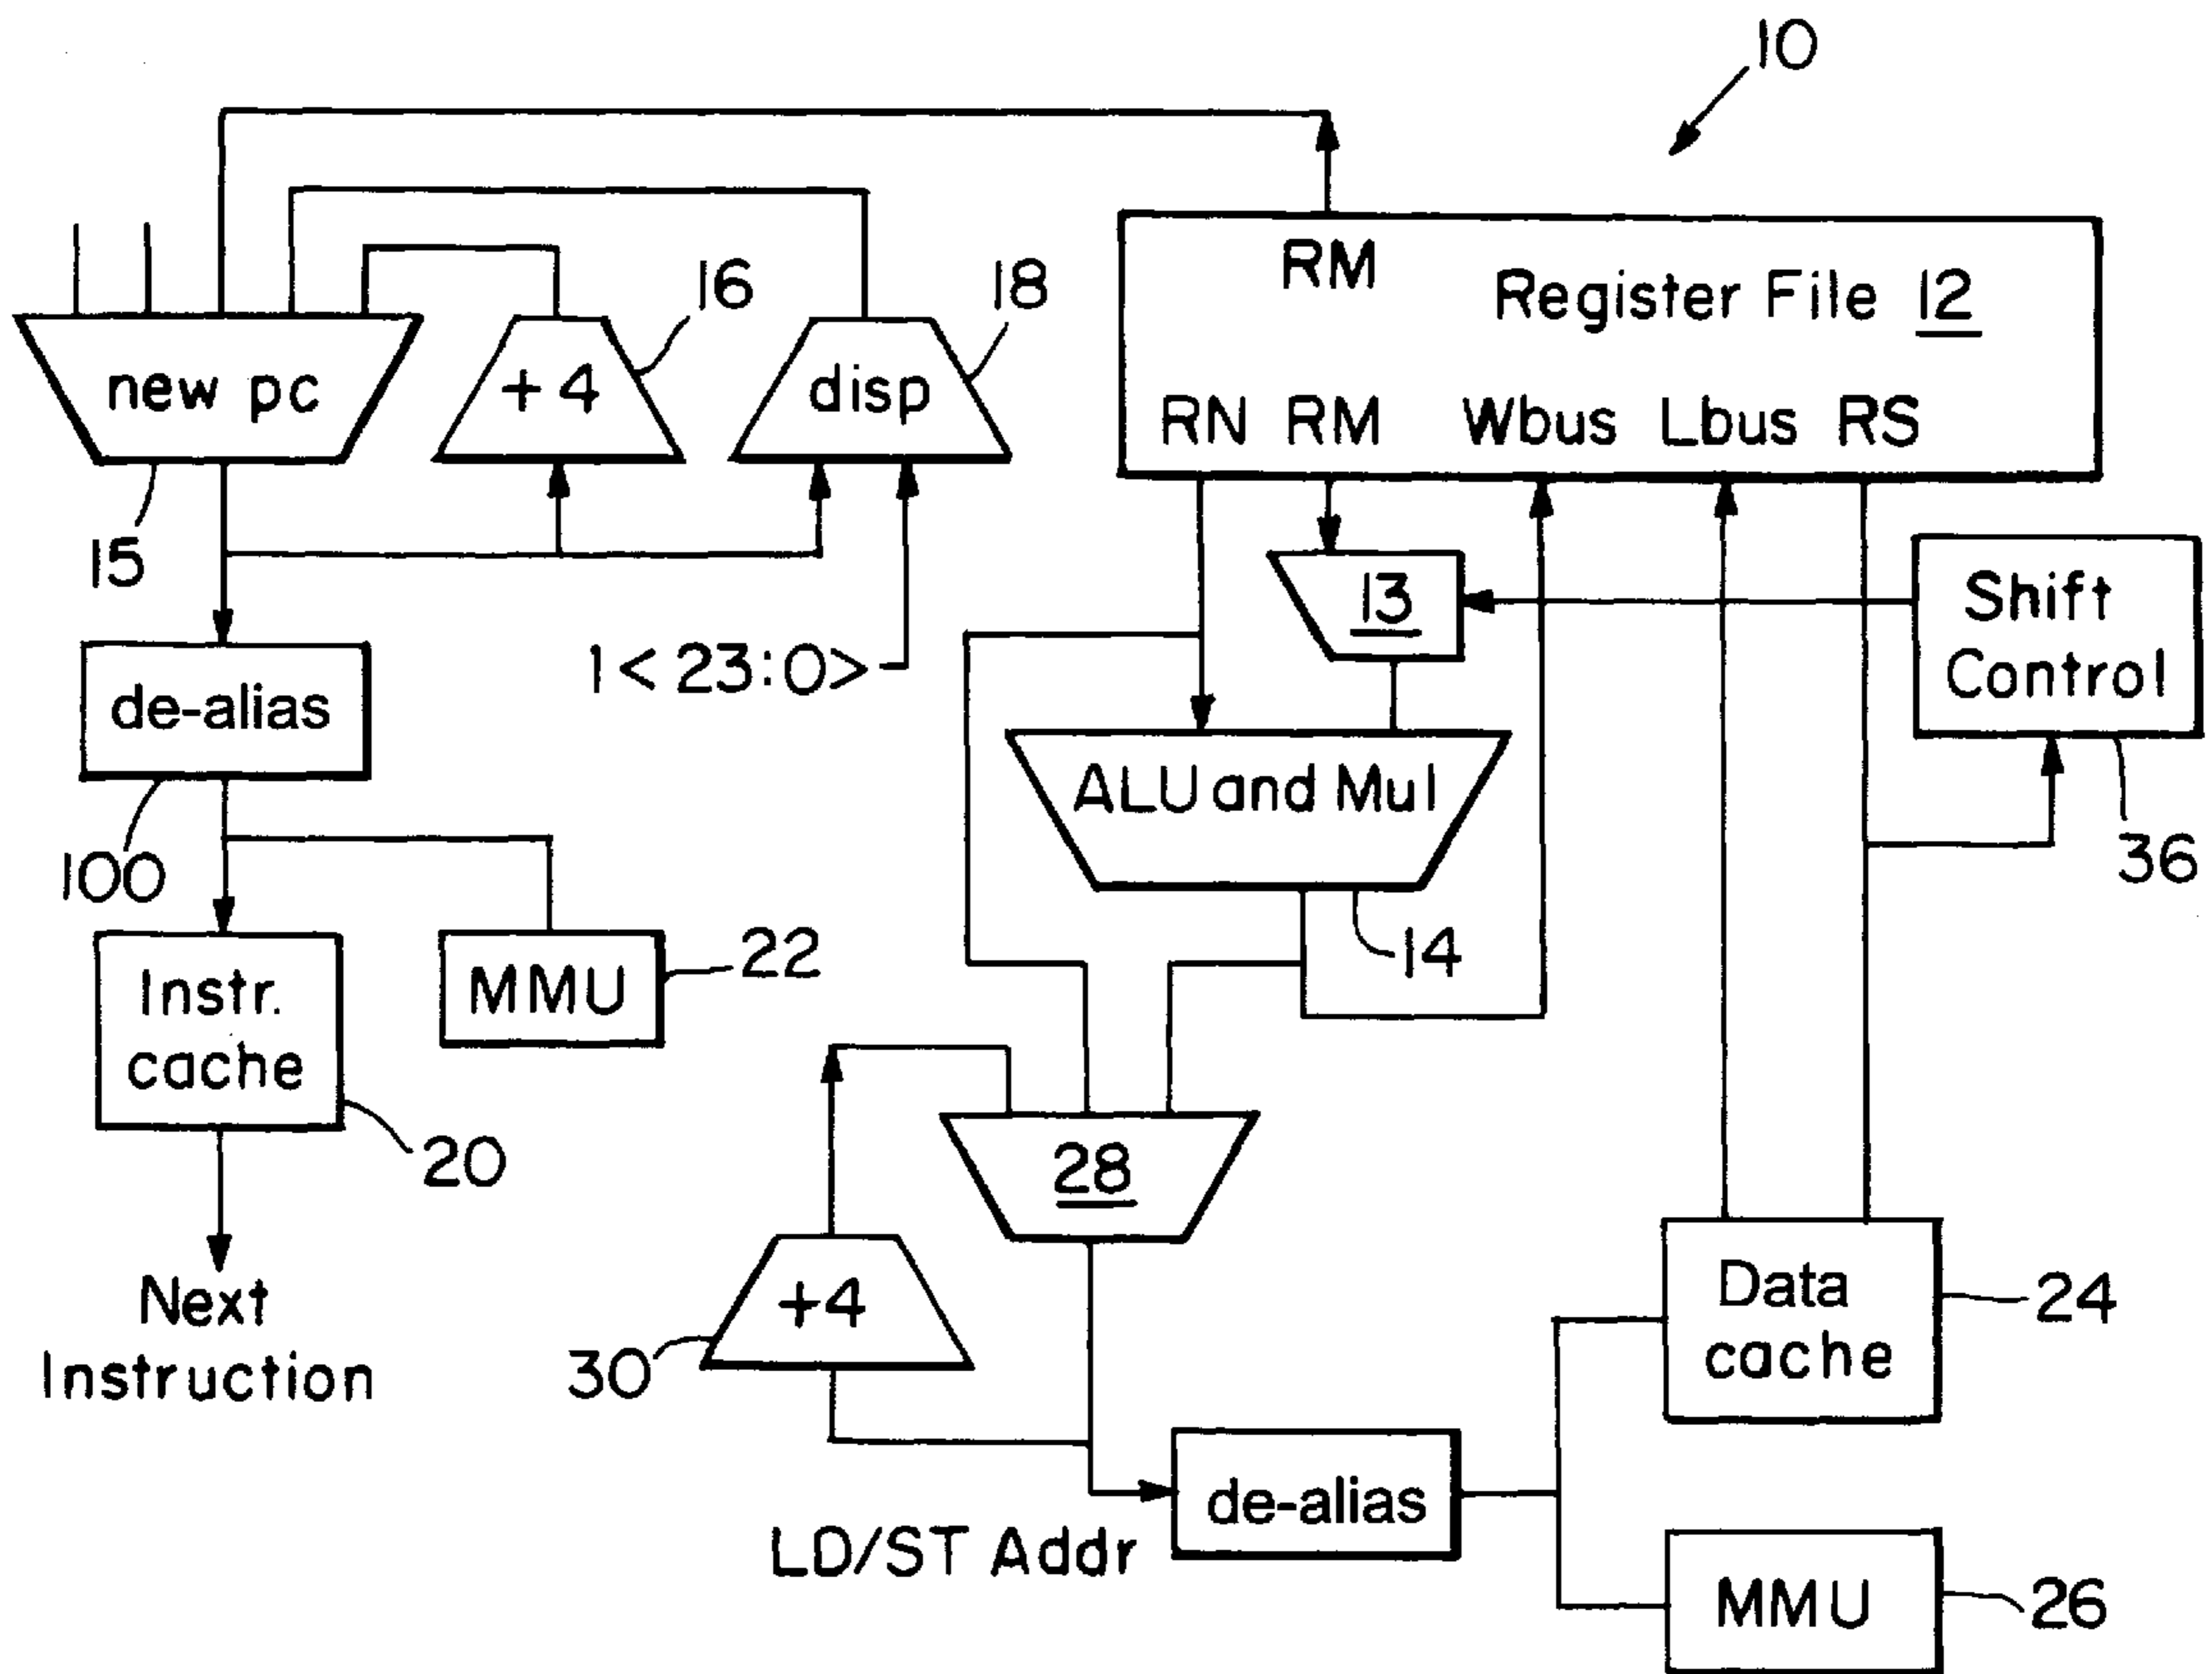 10
RM
Register File 12
16
18
new pc
+4
disp
RN RM Wbus Lbus RS
15
13
Shift
Control
1<23:0>
de-alias
ALU and Mul
100
36
14
22
Instr.
cache
MMU
20
28
Next
Instruction
+4
30
Data
cache
24
de-alias
LD/ST Addr
MMU
26